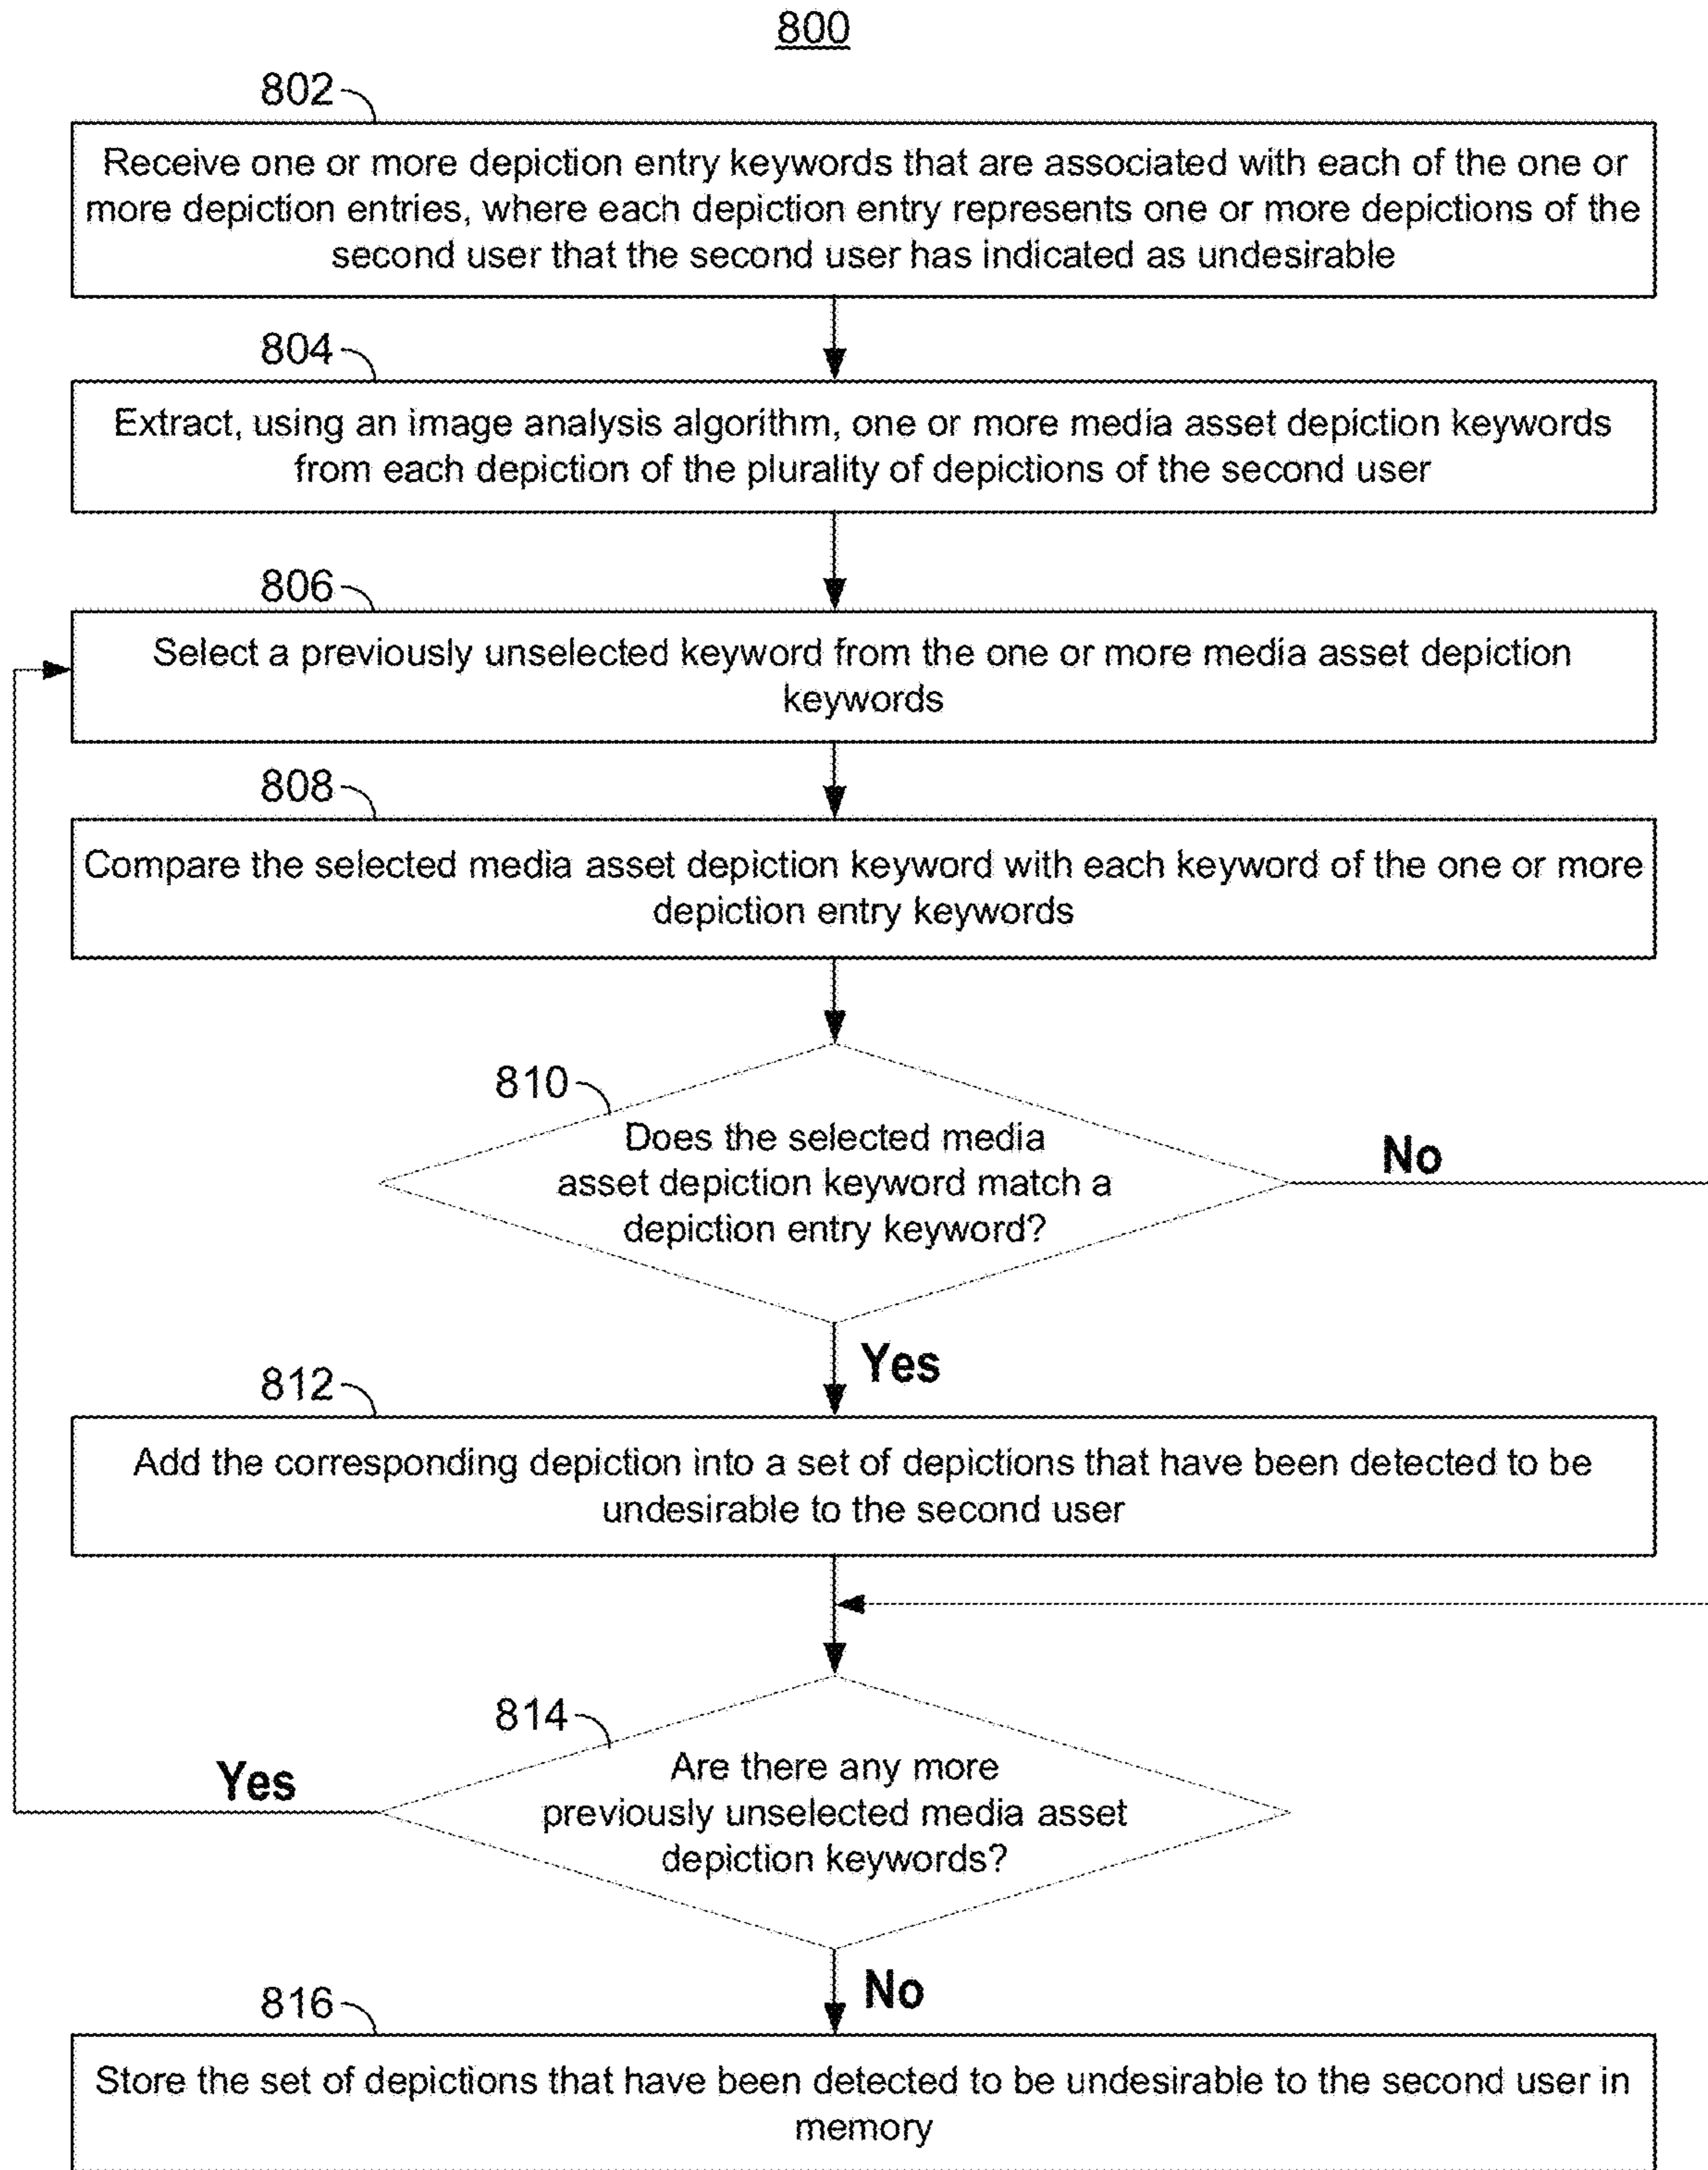 800
802
Receive one or more depiction entry keywords that are associated with each of the one or
more depiction entries, where each depiction entry represents one or more depictions of the
second user that the second user has indicated as undesirable
804
Extract, using an image analysis algorithm, one or more media asset depiction keywords
from each depiction of the plurality of depictions of the second user
806
Select a previously unselected keyword from the one or more media asset depiction
keywords
808
Compare the selected media asset depiction keyword with each keyword of the one or more
depiction entry keywords
810
Does the selected media
asset depiction keyword match a
depiction entry keyword?
No
Yes
812
Add the corresponding depiction into a set of depictions that have been detected to be
undesirable to the second user
814
Are there any more
previously unselected media asset
depiction keywords?
Yes
No
816
Store the set of depictions that have been detected to be undesirable to the second user in
memory